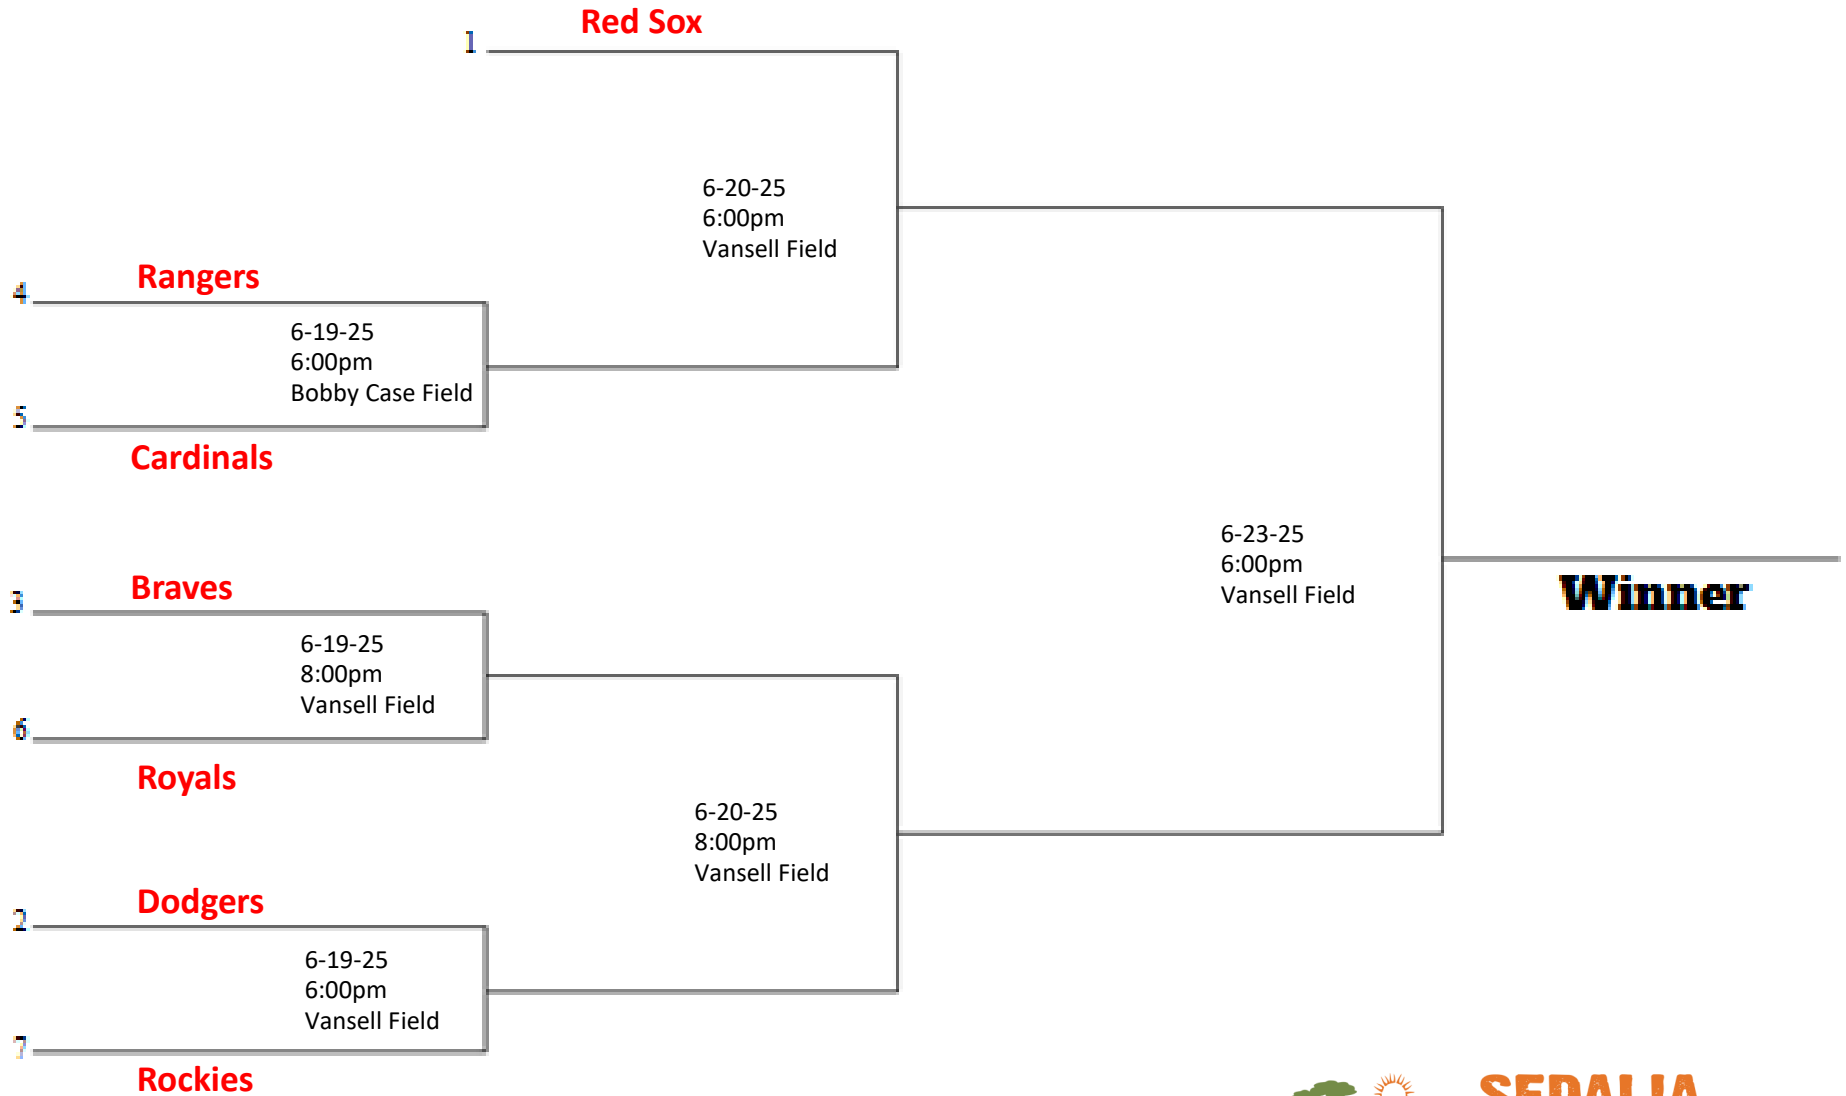 Red Sox
1
6-20-25
6:00pm
Vansell Field
Rangers
4
6-19-25
6:00pm
Bobby Case Field
5
Cardinals
6-23-25
6:00pm
Vansell Field
Winner
Braves
3
6-19-25
8:00pm
Vansell Field
6
Royals
6-20-25
8:00pm
Vansell Field
Dodgers
2
6-19-25
6:00pm
Vansell Field
7
Rockies
SEDALIA